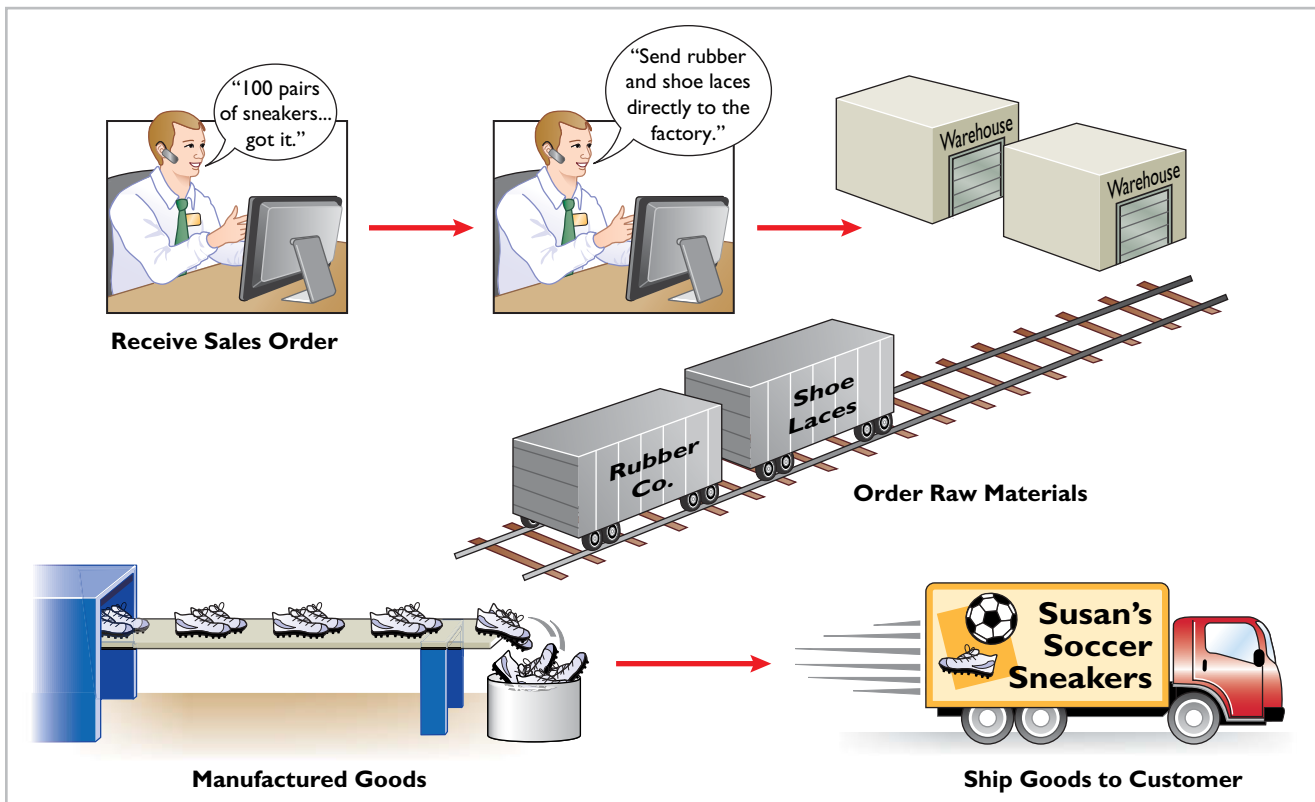 “100 pairs
of sneakers...
got it.”
“Send rubber
and shoe laces
directly to the
factory.”
Warehouse
Warehouse
Receive Sales Order
Shoe
Laces
Rubber
Co.
Order Raw Materials
Susan’s
Soccer
Sneakers
Manufactured Goods
Ship Goods to Customer